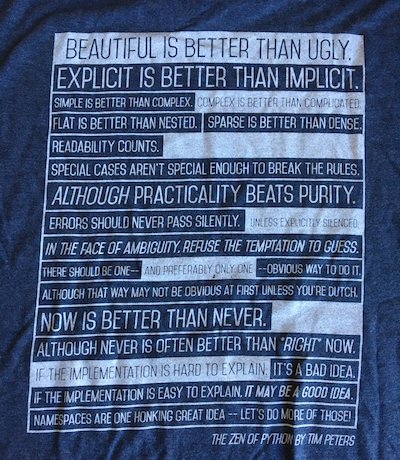 BEAUTIFUL IS BETTER THAN UGLY.
EXPLICIT IS BETTER THAN IMPLICIT.
SIMPLE IS BETTER THAN COMPLEX. COMPLEX IS BETTER THAN COMPLICATED.
FLAT IS BETTER THAN NESTED. SPARSE IS BETTER THAN DENSE.
READABILITY COUNTS.
SPECIAL CASES AREN'T SPECIAL ENOUGH TO BREAK THE RULES.
ALTHOUGH PRACTICALITY BEATS PURITY.
ERRORS SHOULD NEVER PASS SILENTLY. UNLESS EXPLICITLY SILENCED.
IN THE FACE OF AMBIGUITY, REFUSE THE TEMPTATION TO GUESS.
THERE SHOULD BE ONE-- AND PREFERABLY ONLY ONE --OBVIOUS WAY TO DO IT.
ALTHOUGH THAT WAY MAY NOT BE OBVIOUS AT FIRST UNLESS YOU'RE DUTCH.
NOW IS BETTER THAN NEVER.
ALTHOUGH NEVER IS OFTEN BETTER THAN "RIGHT" NOW.
IF THE IMPLEMENTATION IS HARD TO EXPLAIN, IT'S A BAD IDEA.
IF THE IMPLEMENTATION IS EASY TO EXPLAIN, IT MAY BE A GOOD IDEA.
NAMESPACES ARE ONE HONKING GREAT IDEA -- LET'S DO MORE OF THOSE!
THE ZEN OF PYTHON BY TIM PETERS